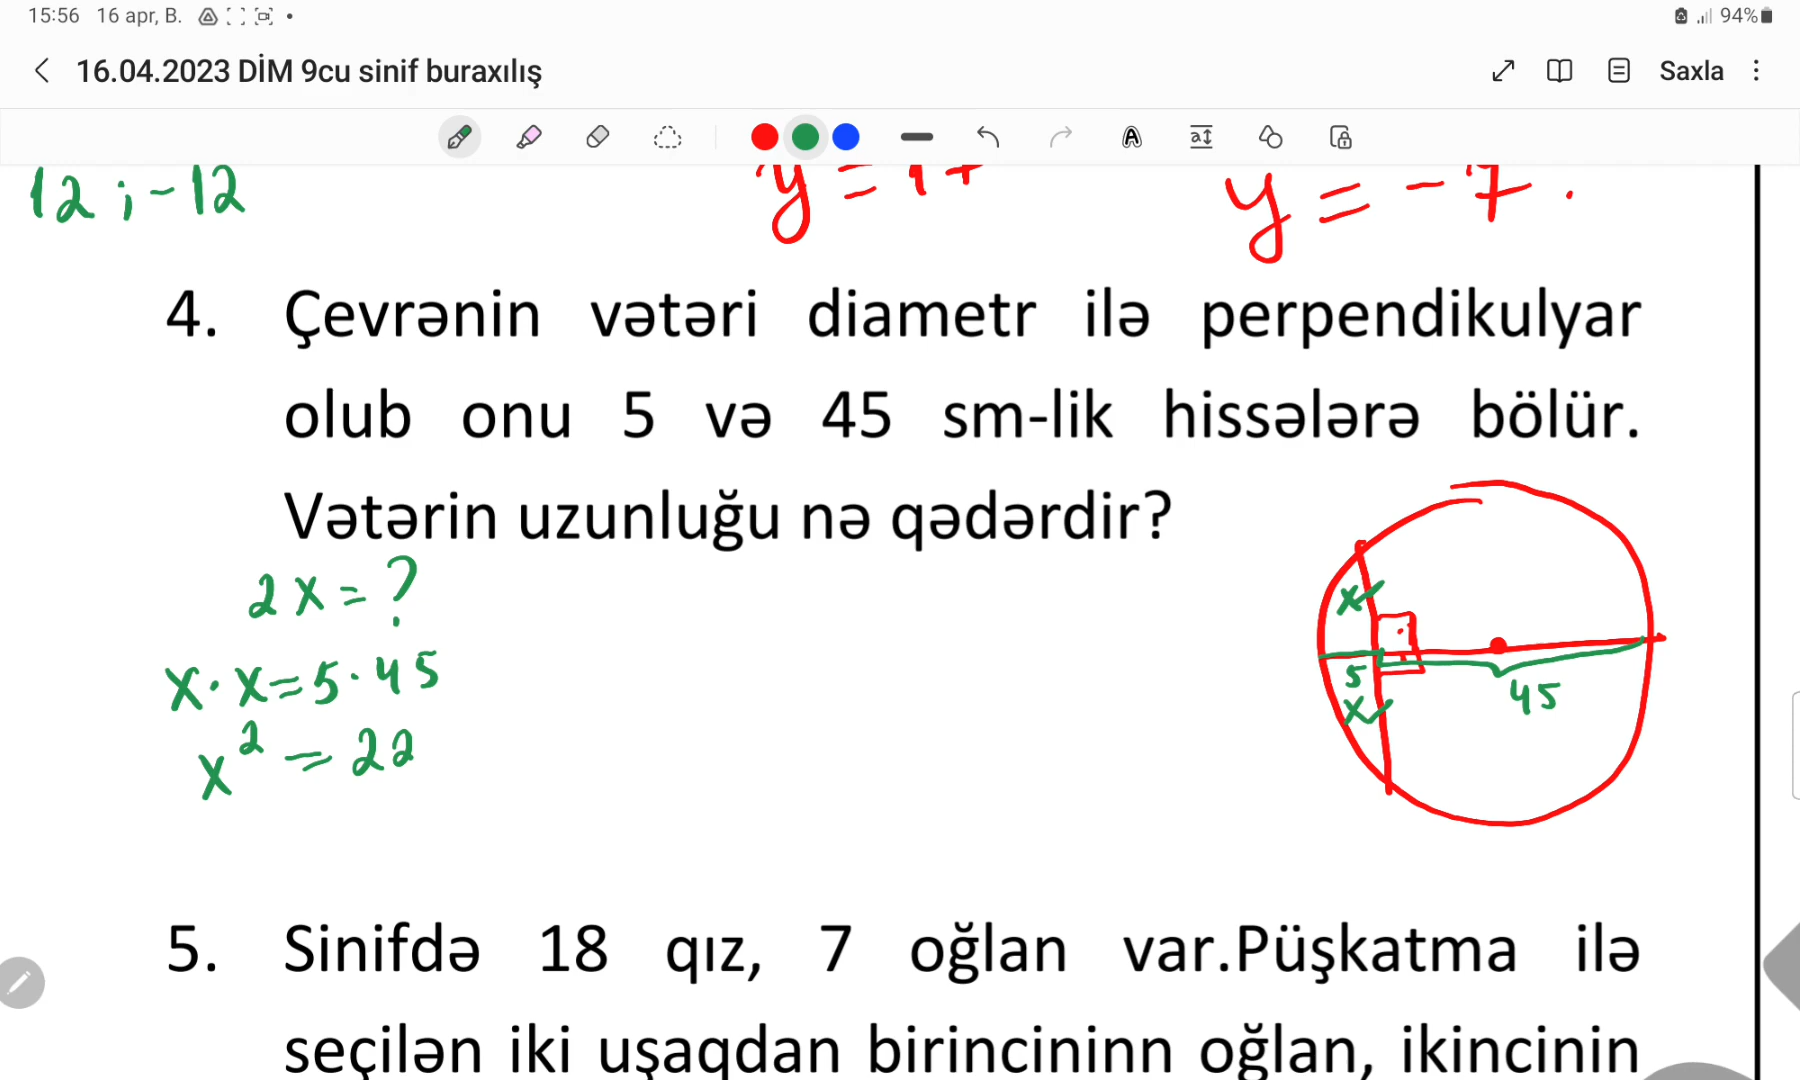 15:56 16 apr, B. 94%
16.04.2023 DİM 9cu sinif buraxılış Saxla
12 ; -12
y = -7 .
4. Çevrənin vətəri diametr ilə perpendikulyar
olub onu 5 və 45 sm-lik hissələrə bölür.
Vətərin uzunluğu nə qədərdir?
2x = ?
x · x = 5 · 45
x² = 22
x
5
x
45
5. Sinifdə 18 qız, 7 oğlan var.Püşkatma ilə
seçilən iki uşaqdan birincininn oğlan, ikincinin